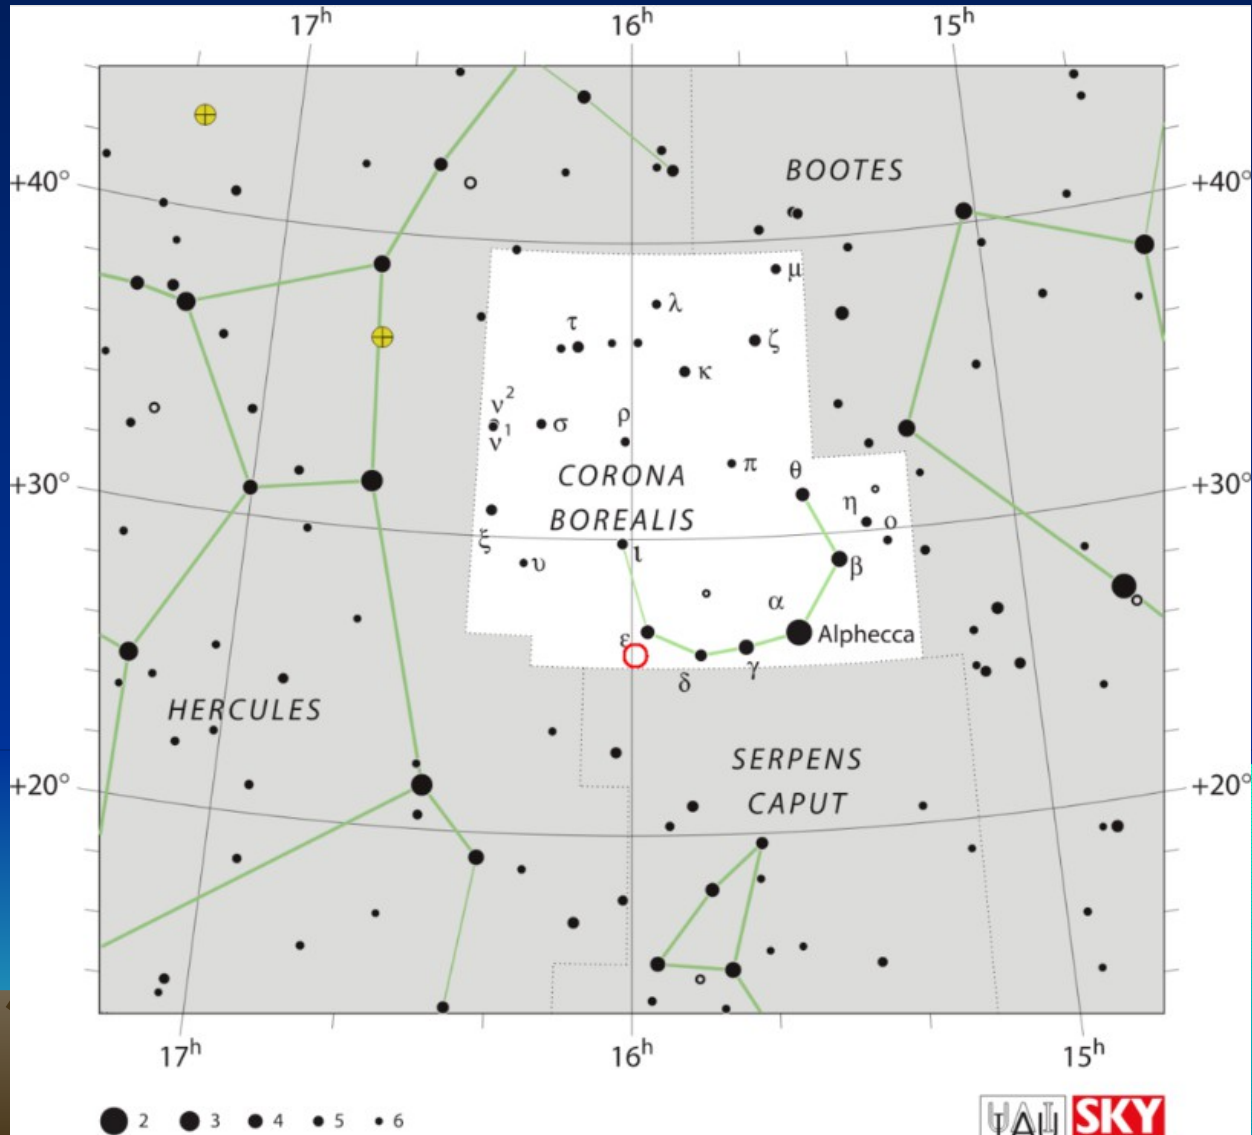 17h 16h 15h
+40° +40°
BOOTES
μ
λ
τ
ζ
κ
ν2
ν1
σ
ρ
π
θ
CORONA
+30° +30°
BOREALIS
η
ο
ξ
ι
υ
β
α
Alphecca
ε
γ
δ
HERCULES
SERPENS
+20° +20°
CAPUT
17h 16h 15h
2 3 4 5 6
SKY